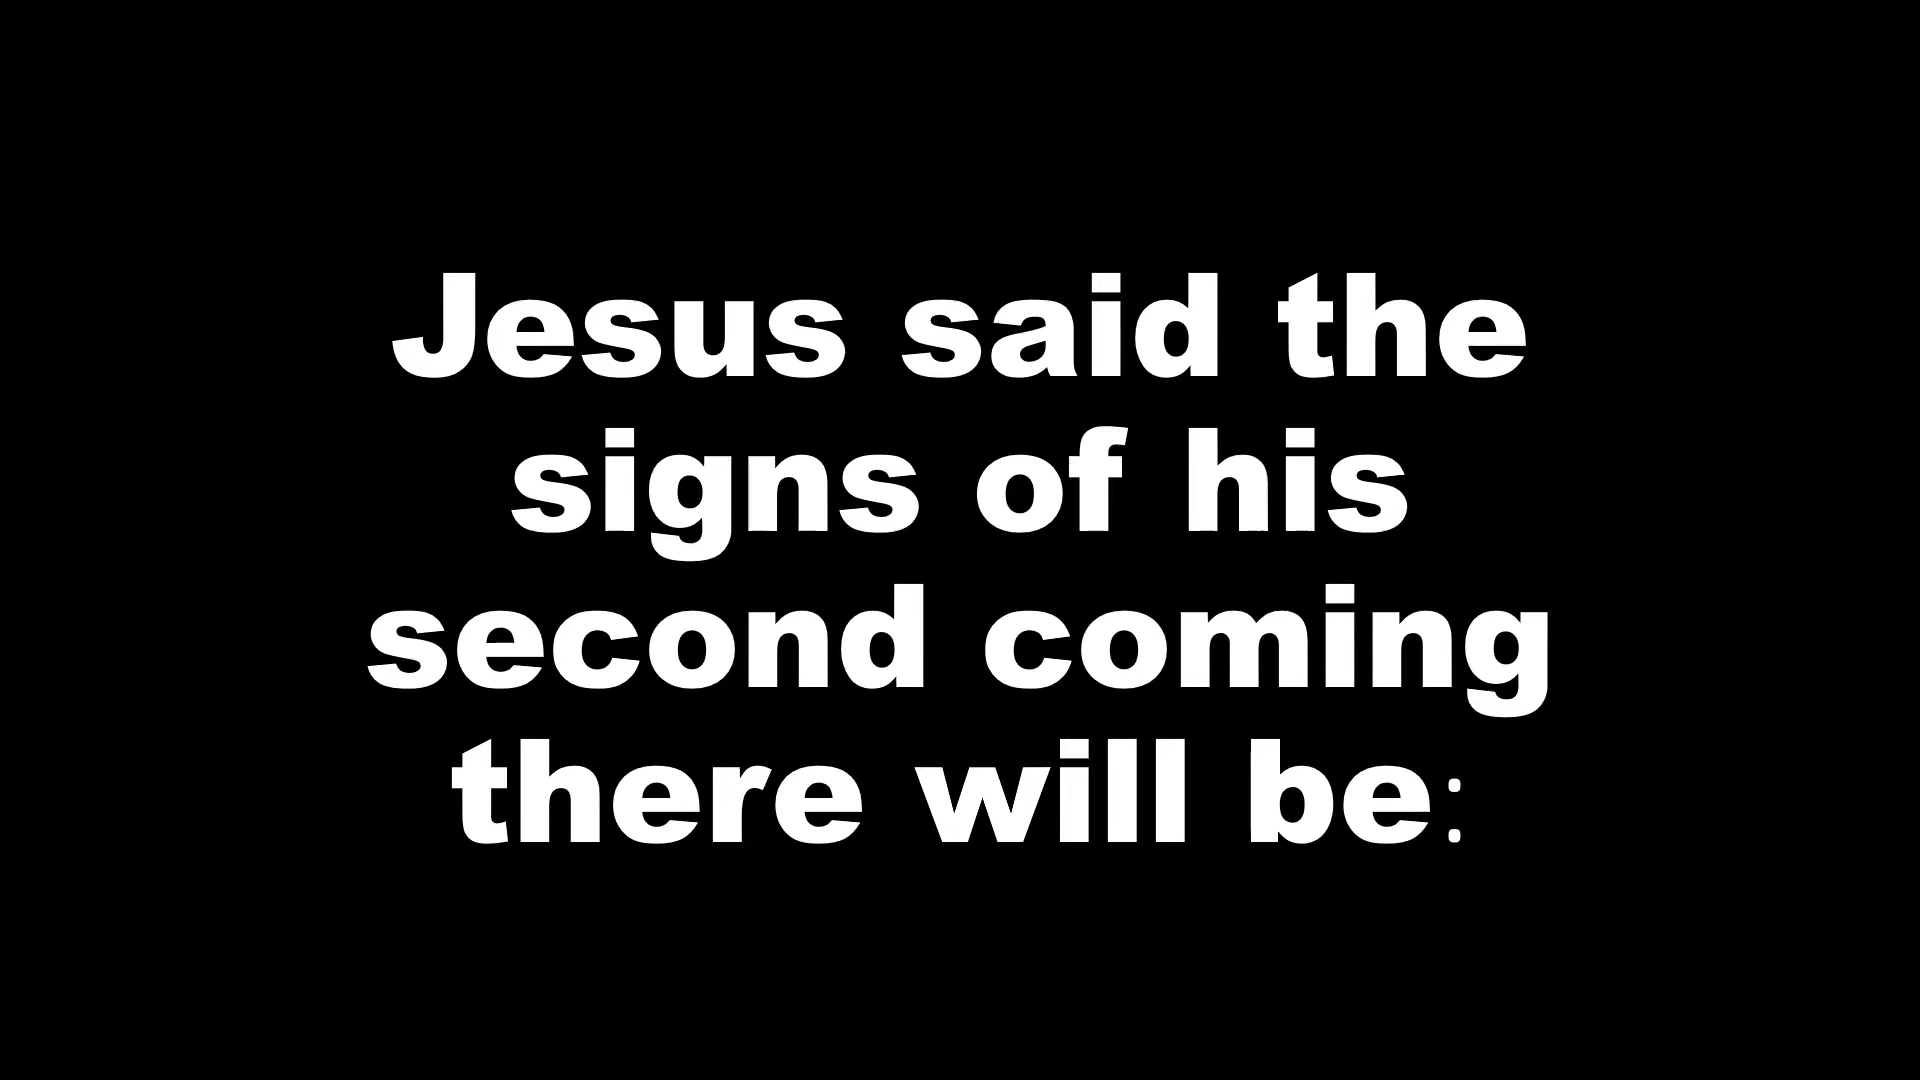 Jesus said the
signs of his
second coming
there will be: